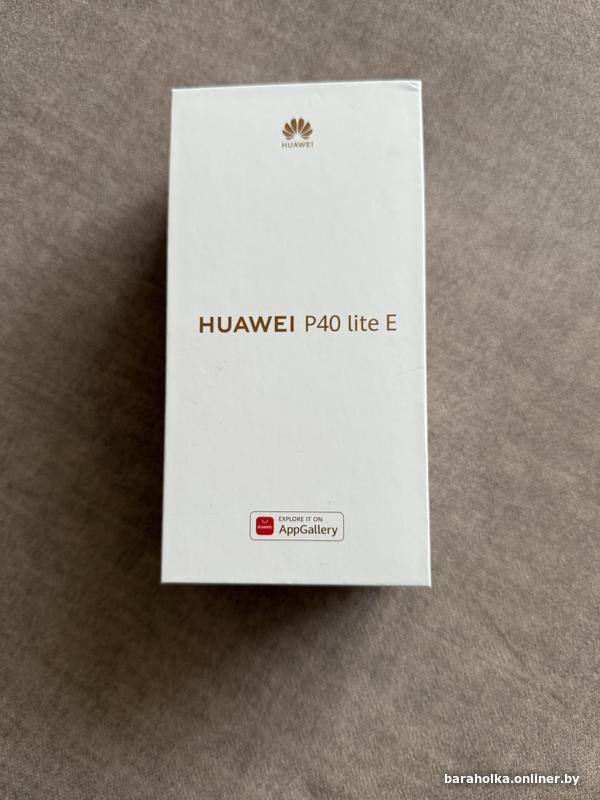 HUAWEI
HUAWEI P40 lite E
EXPLORE IT ON
HUAWEI
AppGallery
baraholka.onliner.by